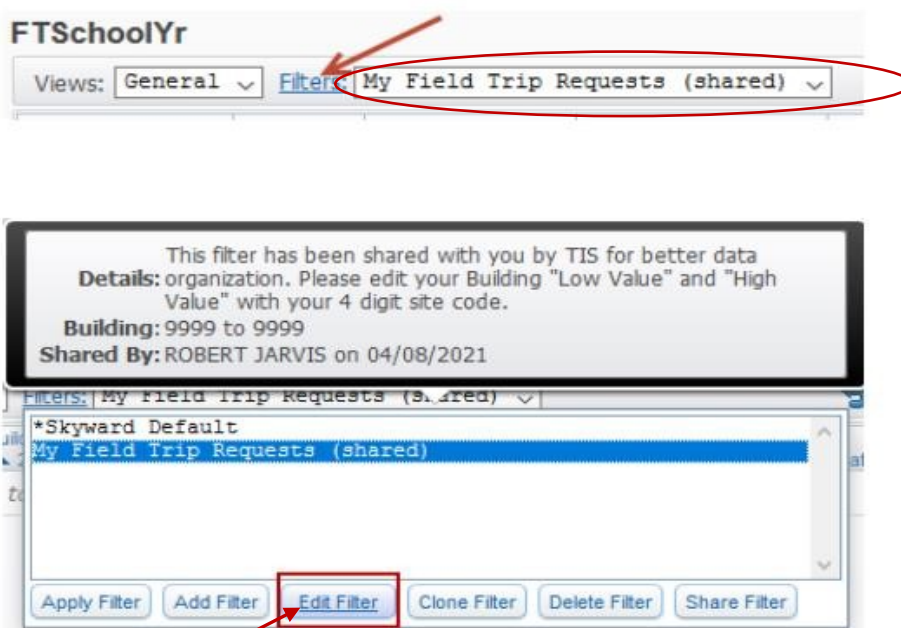 FTSchoolYr
Views: General Filters: My Field Trip Requests (shared)
This filter has been shared with you by TIS for better data
Details: organization. Please edit your Building "Low Value" and "High
Value" with your 4 digit site code.
Building: 9999 to 9999
Shared By: ROBERT JARVIS on 04/08/2021
Filters: My Field Trip Requests (shared)
*Skyward Default
My Field Trip Requests (shared)
to
Apply Filter Add Filter Edit Filter Clone Filter Delete Filter Share Filter